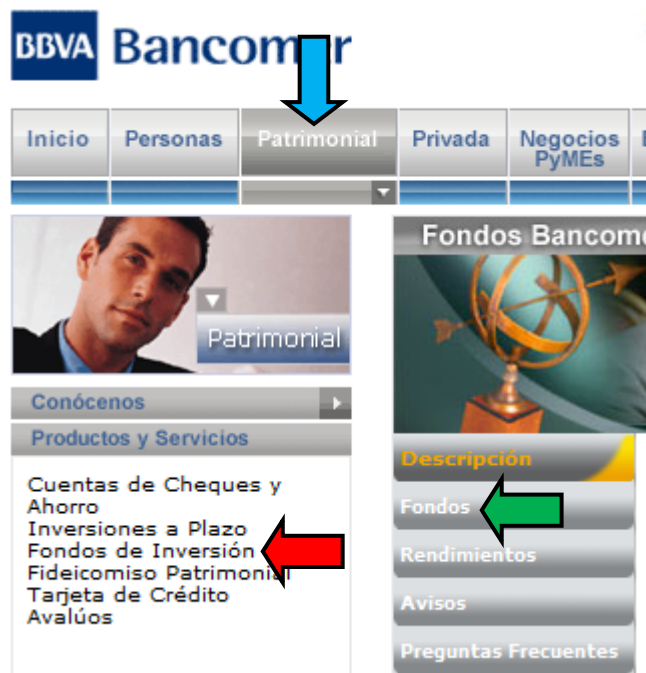 BBVA Bancomer
Inicio
Personas
Patrimonial
Privada
Negocios
PyMEs
Fondos Bancome
Patrimonial
Conócenos
Productos y Servicios
Cuentas de Cheques y
Ahorro
Inversiones a Plazo
Fondos de Inversión
Fideicomiso Patrimonial
Tarjeta de Crédito
Avalúos
Descripción
Fondos
Rendimientos
Avisos
Preguntas Frecuentes